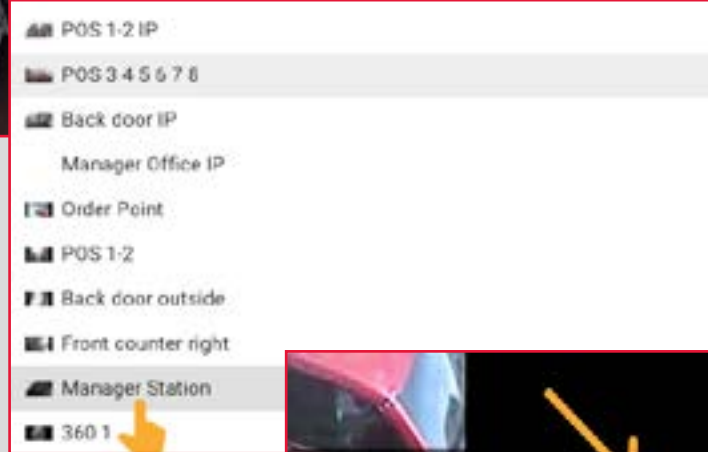 POS 1-2 IP
POS 3 4 5 6 7 8
Back door IP
Manager Office IP
Order Point
POS 1-2
Back door outside
Front counter right
Manager Station
360 1